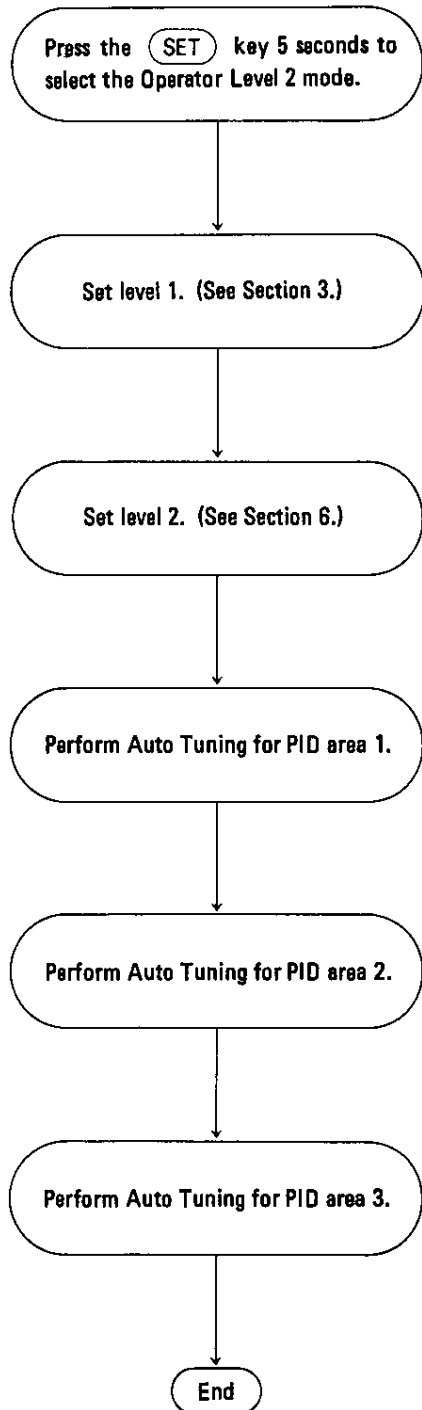 Press the SET key 5 seconds to
select the Operator Level 2 mode.
Set level 1. (See Section 3.)
Set level 2. (See Section 6.)
Perform Auto Tuning for PID area 1.
Perform Auto Tuning for PID area 2.
Perform Auto Tuning for PID area 3.
End